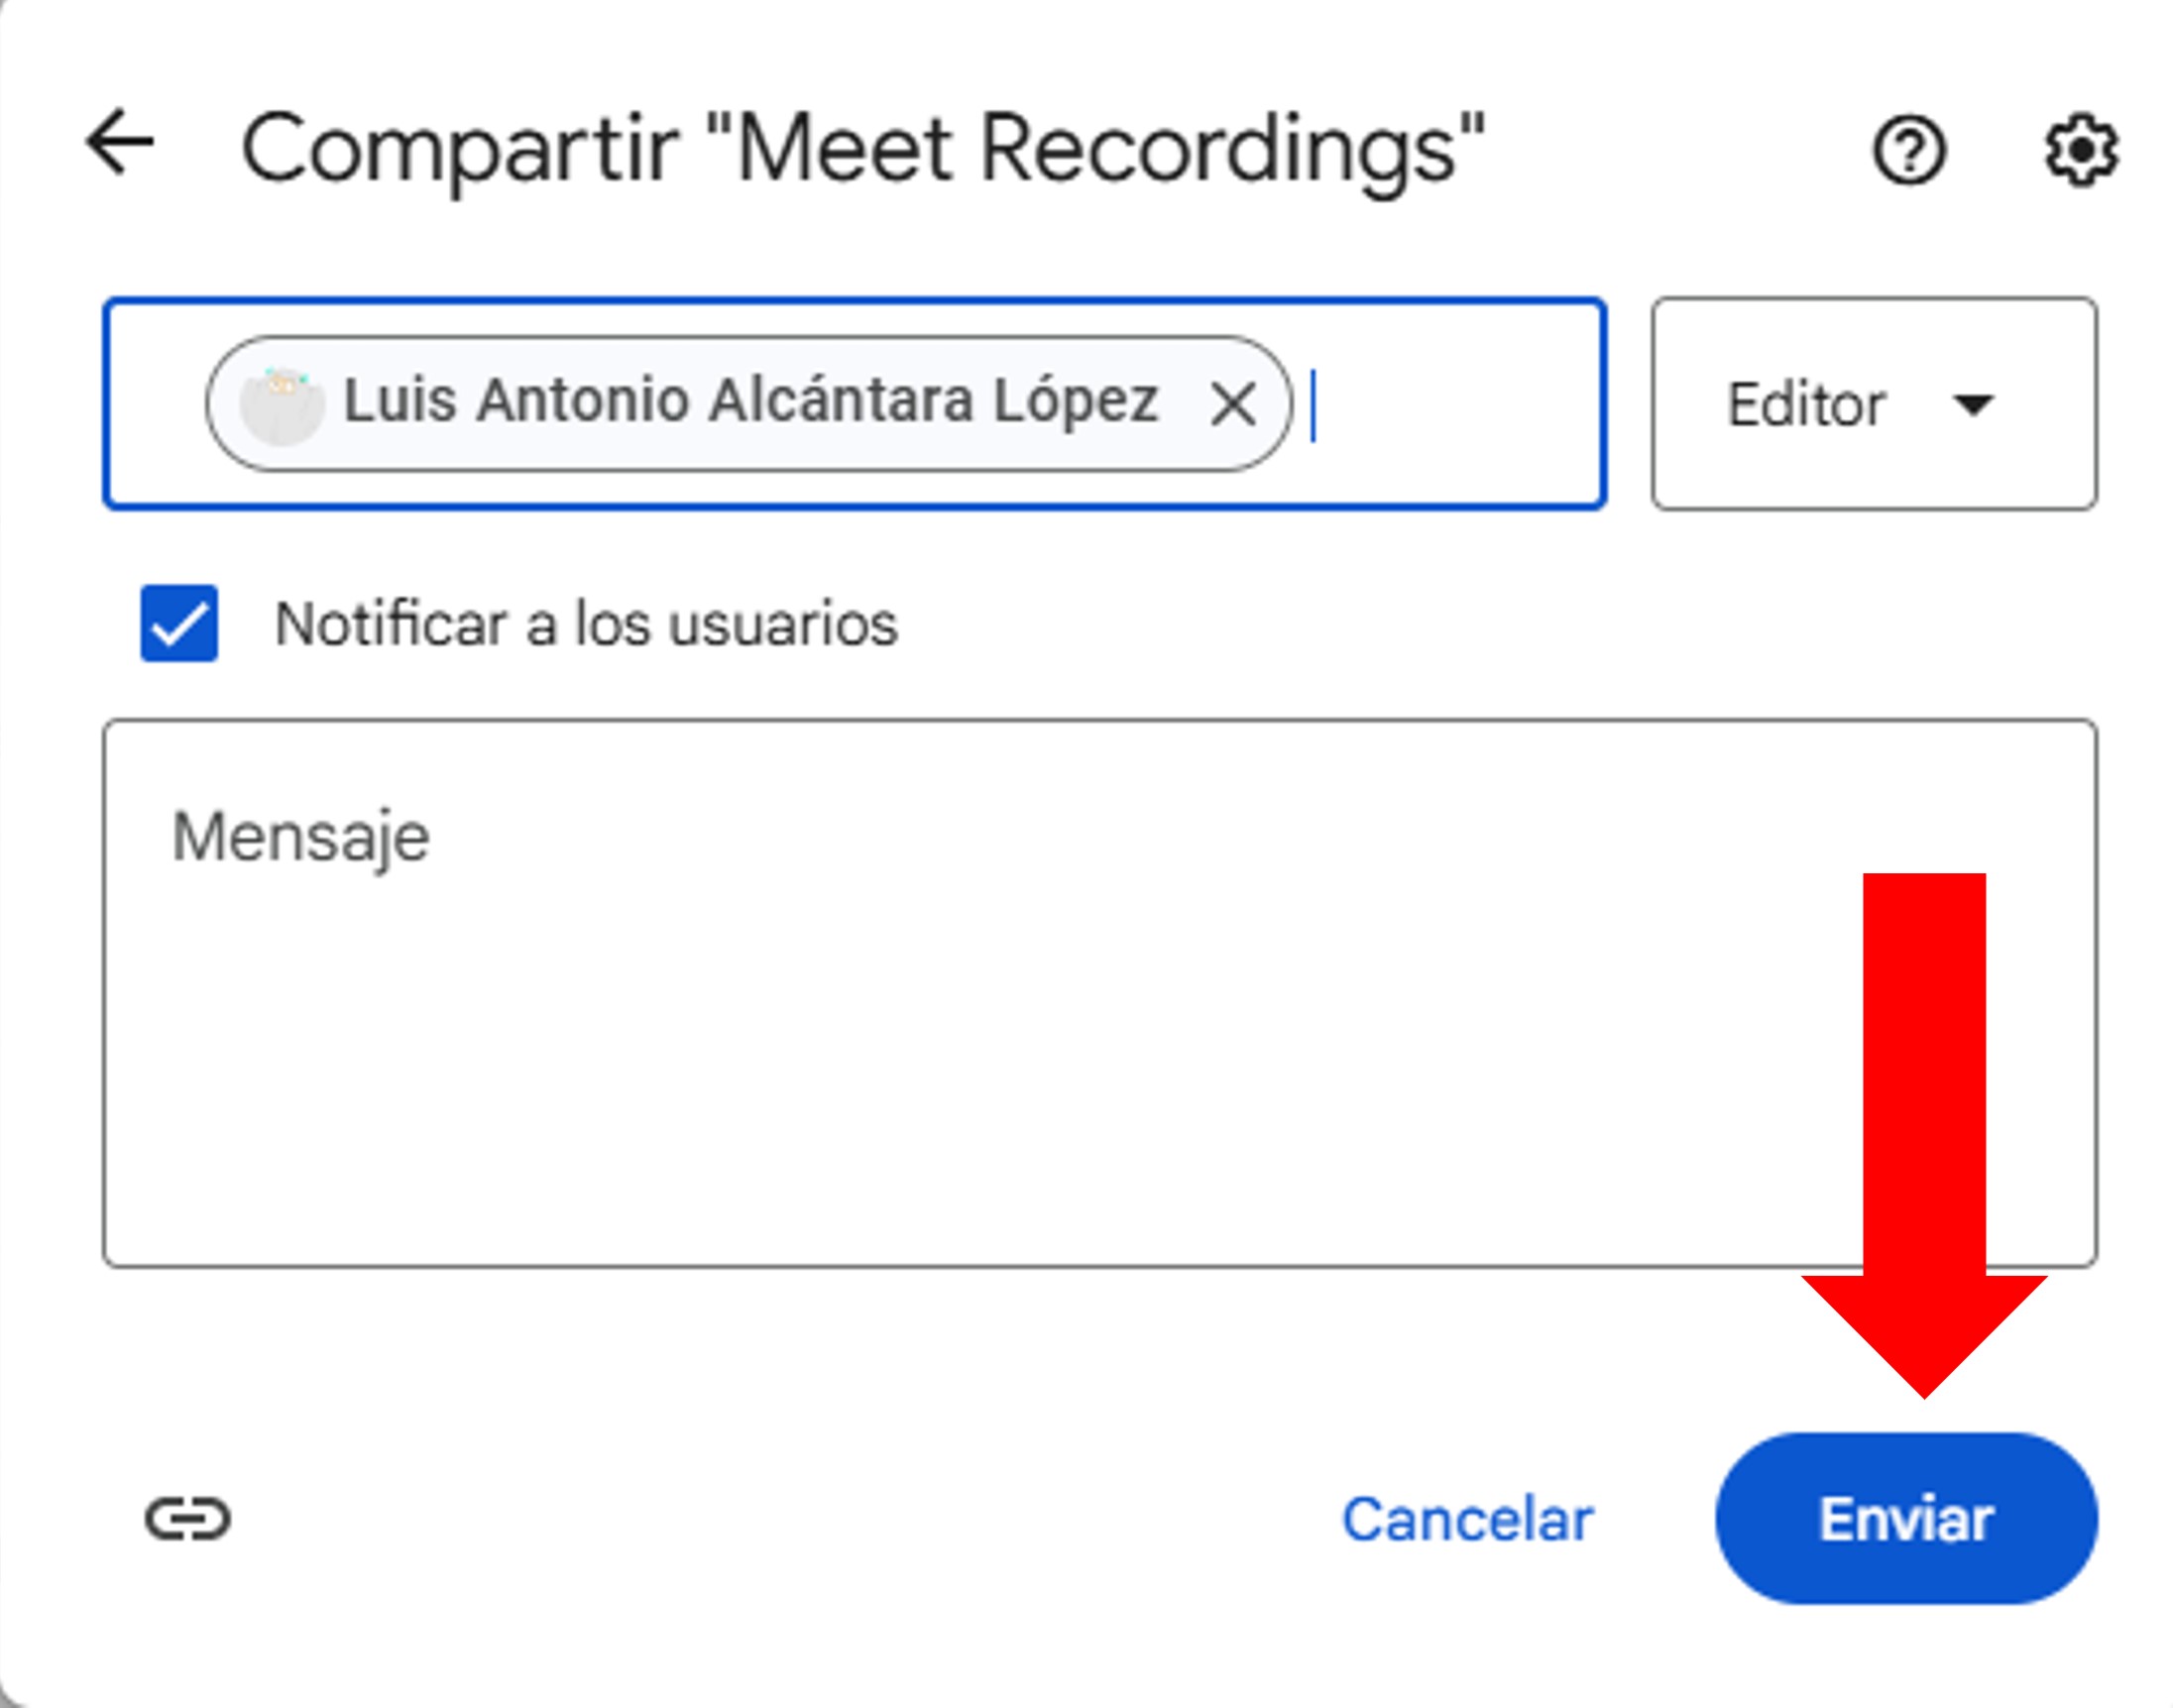 Compartir "Meet Recordings"
Luis Antonio Alcántara López
Editor
Notificar a los usuarios
Mensaje
Cancelar
Enviar